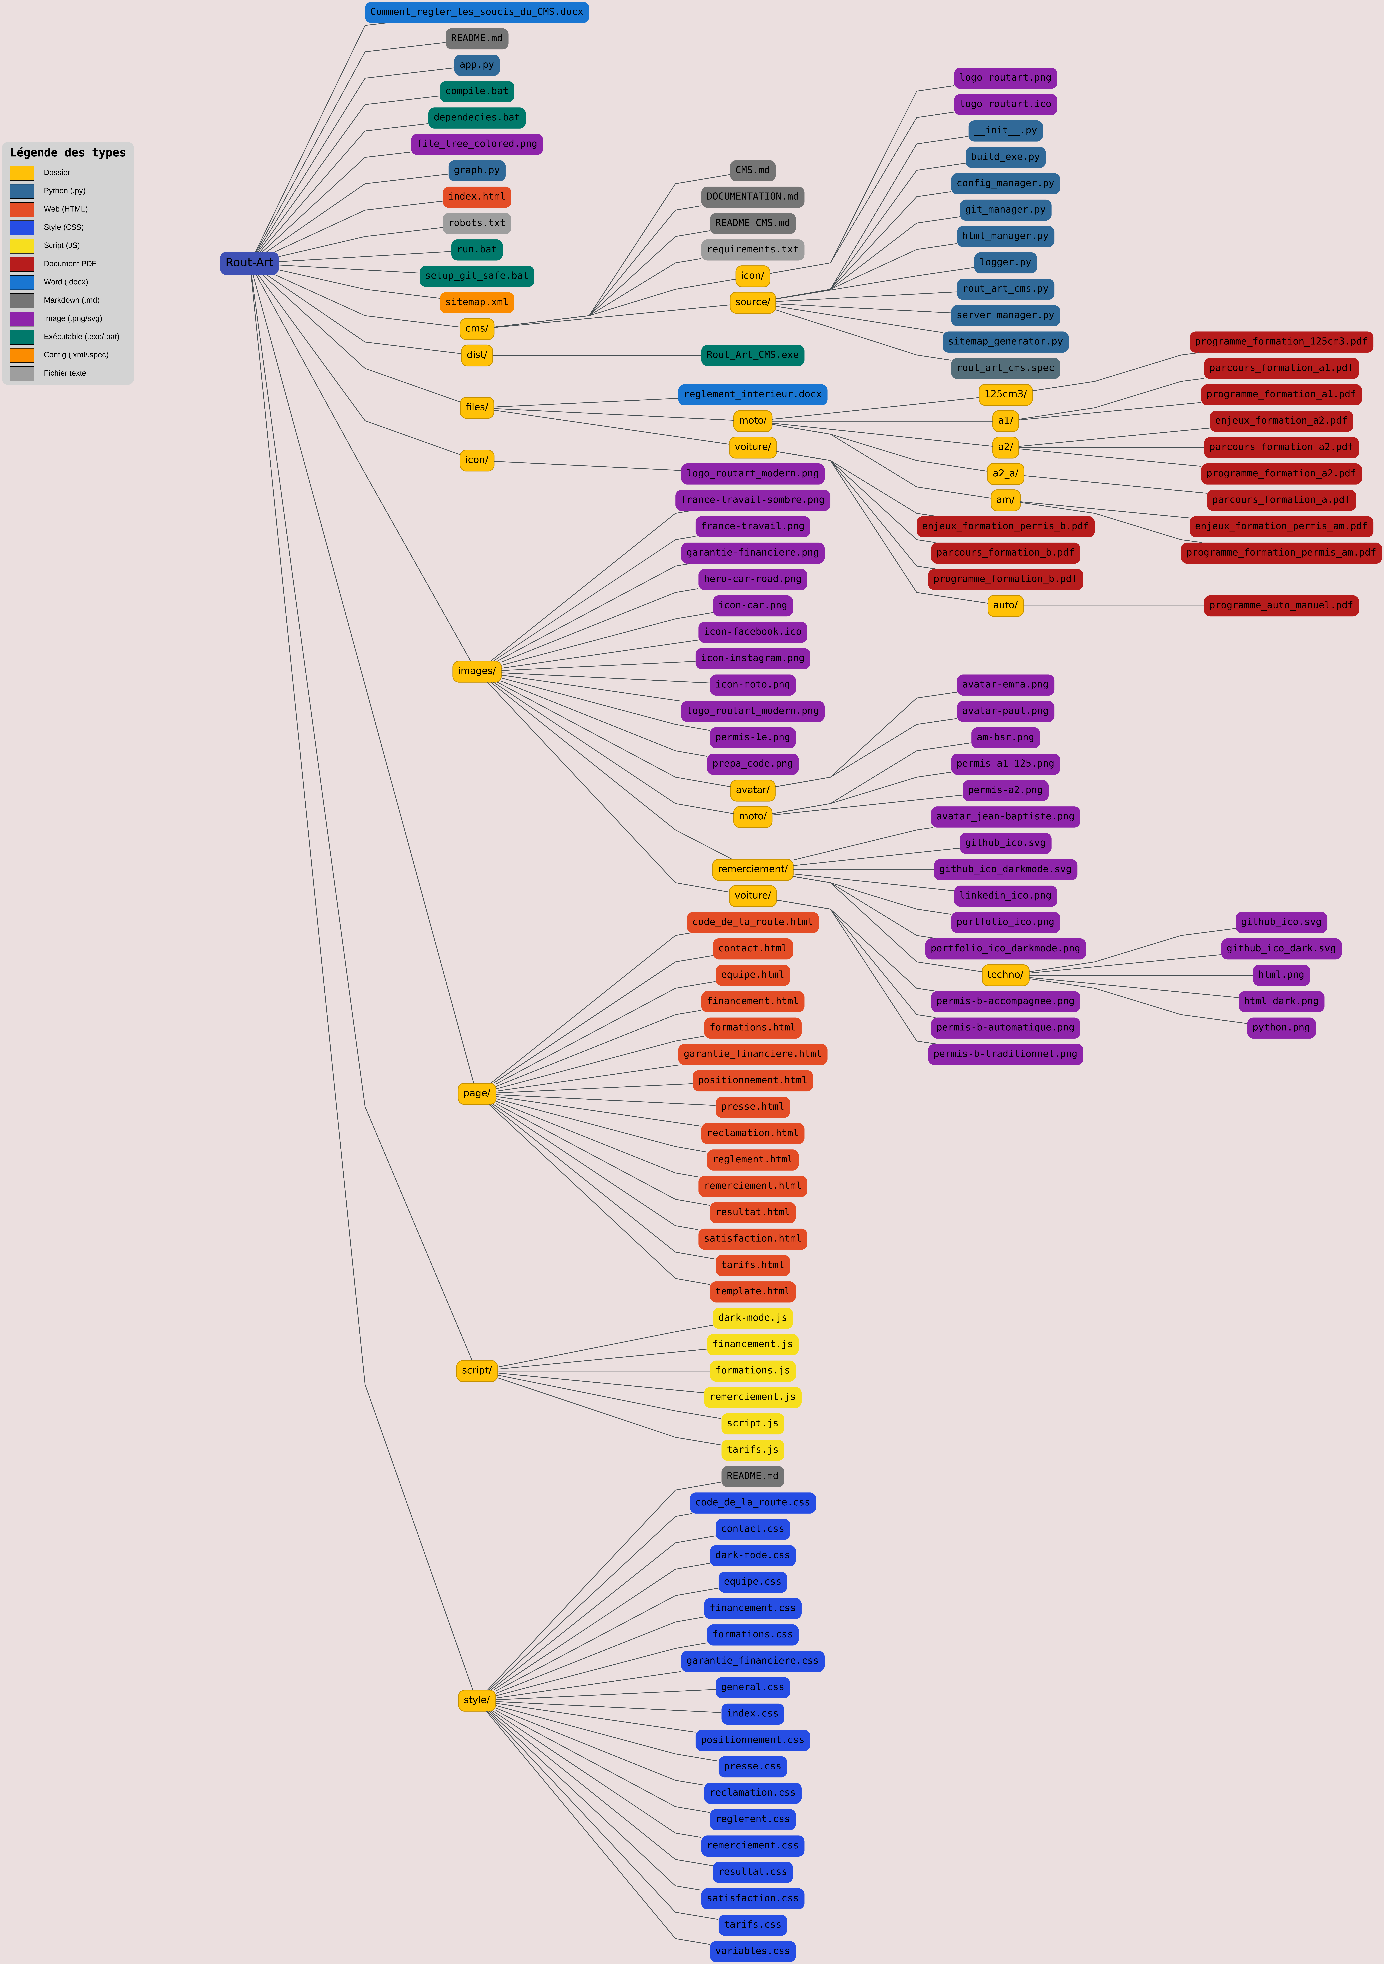 Légende des types
Dossier
Python (.py)
Web (HTML)
Style (CSS)
Script (JS)
Document PDF
Word (.docx)
Markdown (.md)
Image (.png/svg)
Exécutable (.exe/.bat)
Config (.xml/.spec)
Fichier texte
Rout-Art
Comment_regler_les_soucis_du_CMS.docx
README.md
app.py
compile.bat
dependecies.bat
file_tree_colored.png
graph.py
index.html
robots.txt
run.bat
setup_git_safe.bat
sitemap.xml
cms/
CMS.md
DOCUMENTATION.md
README_CMS.md
requirements.txt
icon/
logo_routart.png
logo_routart.ico
source/
__init__.py
build_exe.py
config_manager.py
git_manager.py
html_manager.py
logger.py
rout_art_cms.py
server_manager.py
sitemap_generator.py
rout_art_cms.spec
dist/
Rout_Art_CMS.exe
files/
reglement_interieur.docx
moto/
125cm3/
programme_formation_125cm3.pdf
a1/
parcours_formation_a1.pdf
programme_formation_a1.pdf
a2/
enjeux_formation_a2.pdf
parcours_formation_a2.pdf
programme_formation_a2.pdf
a2_a/
parcours_formation_a.pdf
am/
enjeux_formation_permis_am.pdf
programme_formation_permis_am.pdf
voiture/
enjeux_formation_permis_b.pdf
parcours_formation_b.pdf
programme_formation_b.pdf
auto/
programme_auto_manuel.pdf
icon/
logo_routart_modern.png
images/
france-travail-sombre.png
france-travail.png
garantie-financiere.png
hero-car-road.png
icon-car.png
icon-facebook.ico
icon-instagram.png
icon-moto.png
logo_routart_modern.png
permis-1e.png
prepa_code.png
avatar/
avatar-emra.png
avatar-paul.png
moto/
am-bsr.png
permis-a1-125.png
permis-a2.png
remerciement/
avatar_jean-baptiste.png
github_ico.svg
github_ico_darkmode.svg
linkedin_ico.png
portfolio_ico.png
portfolio_ico_darkmode.png
techno/
github_ico.svg
github_ico_dark.svg
html.png
html_dark.png
python.png
voiture/
permis-b-accompagnee.png
permis-b-automatique.png
permis-b-traditionnel.png
page/
code_de_la_route.html
contact.html
equipe.html
financement.html
formations.html
garantie_financiere.html
positionnement.html
presse.html
reclamation.html
reglement.html
remerciement.html
resultat.html
satisfaction.html
tarifs.html
template.html
script/
dark-mode.js
financement.js
formations.js
remerciement.js
script.js
tarifs.js
style/
README.md
code_de_la_route.css
contact.css
dark-mode.css
equipe.css
financement.css
formations.css
garantie_financiere.css
general.css
index.css
positionnement.css
presse.css
reclamation.css
reglement.css
remerciement.css
resultat.css
satisfaction.css
tarifs.css
variables.css